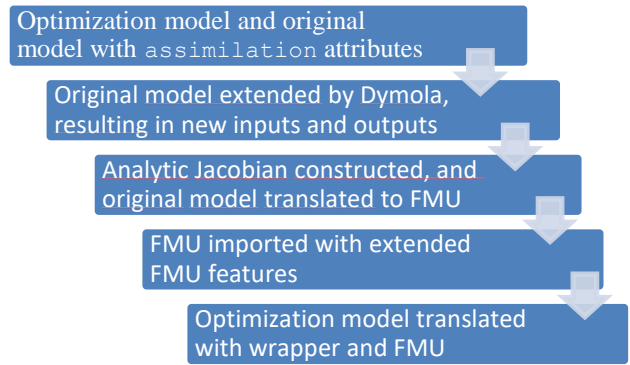 Optimization model and original
model with assimilation attributes
Original model extended by Dymola,
resulting in new inputs and outputs
Analytic Jacobian constructed, and
original model translated to FMU
FMU imported with extended
FMU features
Optimization model translated
with wrapper and FMU